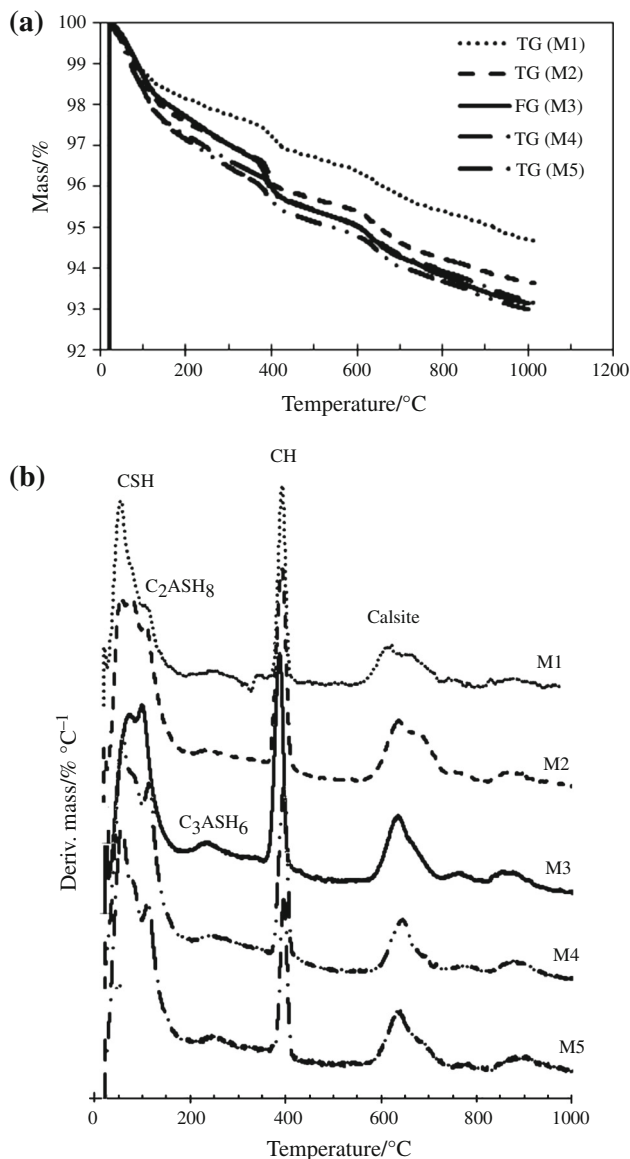 (a)
100
99
98
97
96
95
94
93
92
Mass/%
TG (M1)
TG (M2)
FG (M3)
TG (M4)
TG (M5)
0 200 400 600 800 1000 1200
Temperature/°C
(b)
CH
CSH
C₂ASH₈
Calsite
M1
M2
C₃ASH₆
M3
M4
M5
Deriv. mass/% °C⁻¹
0 200 400 600 800 1000
Temperature/°C